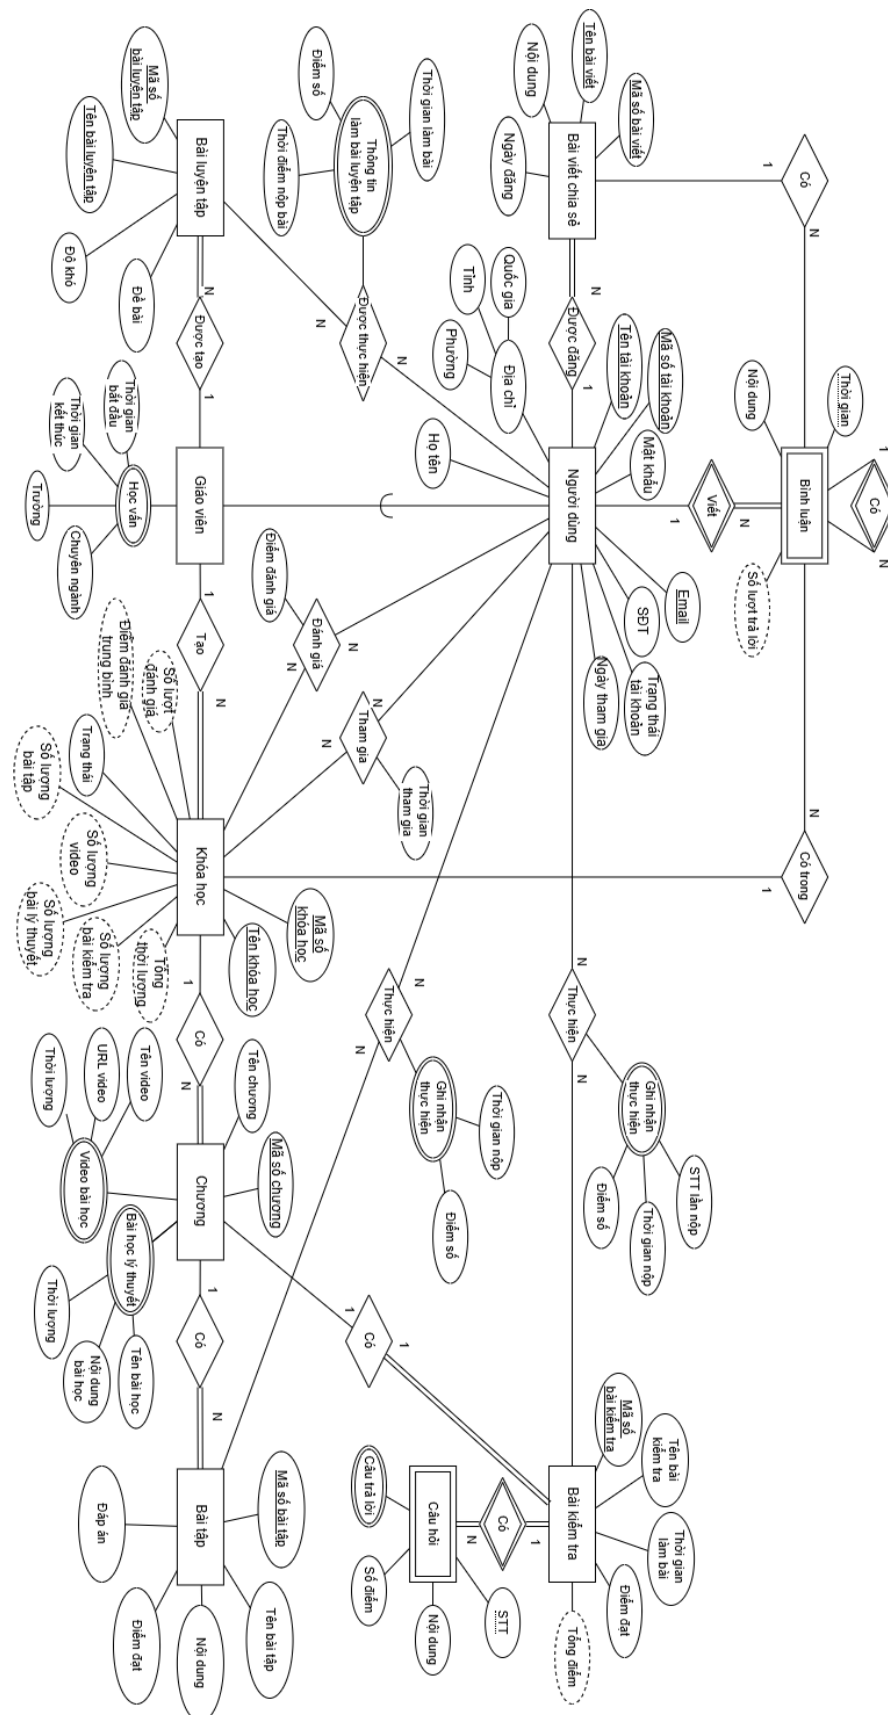 Có
1
N
Thời gian
Nội dung
Bình luận
Số lượt trả lời
Có
1
N
Viết
1
N
Có trong
N
1
Tên bài viết
Mã số bài viết
Nội dung
Ngày đăng
Bài viết chia sẻ
Được đăng
N
1
Tên tài khoản
Mã số tài khoản
Mật khẩu
Quốc gia
Tỉnh
Phường
Địa chỉ
Họ tên
Người dùng
Email
SĐT
Trạng thái
tài khoản
Ngày tham gia
Thực hiện
N
N
Ghi nhận
thực hiện
STT lần nộp
Thời gian nộp
Điểm số
Mã số
bài kiểm tra
Tên bài
kiểm tra
Thời gian
làm bài
Điểm đạt
Tổng điểm
Bài kiểm tra
Có
1
N
Câu hỏi
Câu trả lời
Số điểm
Nội dung
STT
Thời gian làm bài
Điểm số
Thông tin
làm bài luyện tập
Thời điểm nộp bài
Được thực hiện
N
N
Đánh giá
N
N
Điểm đánh giá
Tham gia
N
N
Thời gian
tham gia
Thực hiện
N
N
Ghi nhận
thực hiện
Thời gian nộp
Điểm số
Có
1
1
Mã số
bài luyện tập
Tên bài luyện tập
Độ khó
Đề bài
Bài luyện tập
Được tạo
N
1
Giáo viên
Học vấn
Thời gian
bắt đầu
Thời gian
kết thúc
Trường
Chuyên ngành
Tạo
1
N
Khóa học
Mã số
khóa học
Tên khóa học
Số lượt
đánh giá
Điểm đánh giá
trung bình
Trạng thái
Số lượng
bài tập
Số lượng
video
Số lượng
bài lý thuyết
Số lượng
bài kiểm tra
Tổng
thời lượng
Có
1
N
Chương
Tên chương
Mã số chương
Video bài học
Tên video
URL video
Thời lượng
Bài học lý thuyết
Thời lượng
Nội dung
bài học
Tên bài học
Có
1
N
Bài tập
Mã số bài tập
Tên bài tập
Nội dung
Điểm đạt
Đáp án